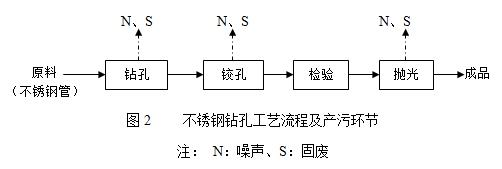 N、S N、S N、S
原料 钻孔 铰孔 检验 抛光 成品
(不锈钢管)
图2 不锈钢钻孔工艺流程及产污环节
注： N：噪声、S：固废